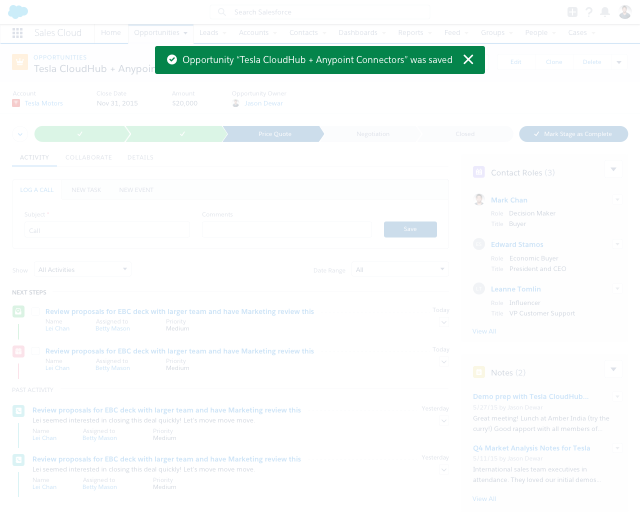 Search Salesforce
Sales Cloud Home Opportunities Leads Accounts Contacts Dashboards Reports Feed Groups People Cases
Opportunity "Tesla CloudHub + Anypoint Connectors" was saved
OPPORTUNITIES
Tesla CloudHub + Anypoint
Edit Clone Delete
Account Close Date Amount Opportunity Owner
Tesla Motors Nov 21, 2015 $20,000 Jason Dewar
Price Quote Negotiation Closed Mark Stage as Complete
ACTIVITY COLLABORATE DETAILS
LOG A CALL NEW TASK NEW EVENT
Subject Comments
Call Save
Show All Activities Date Range All
NEXT STEPS
Review proposals for EBC deck with larger team and have Marketing review this Today
Name Assigned to Priority
Lei Chan Betty Mason Medium
Review proposals for EBC deck with larger team and have Marketing review this Today
Name Assigned to Priority
Lei Chan Betty Mason Medium
PAST ACTIVITY
Review proposals for EBC deck with larger team and have Marketing review this Yesterday
Lei seemed interested in closing this deal quickly! Let's move move move
Name Assigned to Priority
Lei Chan Betty Mason Medium
Review proposals for EBC deck with larger team and have Marketing review this Yesterday
Lei seemed interested in closing this deal quickly! Let's move move move
Name Assigned to Priority
Lei Chan Betty Mason Medium
Contact Roles (3)
Mark Chan
Role Decision Maker
Title Buyer
Edward Stamos
Role Economic Buyer
Title President and CEO
Leanne Tomlin
Role Influencer
Title VP Customer Support
View All
Notes (2)
Demo prep with Tesla CloudHub...
by Jason Dewar
Great meeting! Lunch at Amber India (try the
curry)? Good rapport with all members of
Q4 Market Analysis Notes for Tesla
by Jason Dewar
International sales team executives in
attendance. They loved our initial demos.
View All